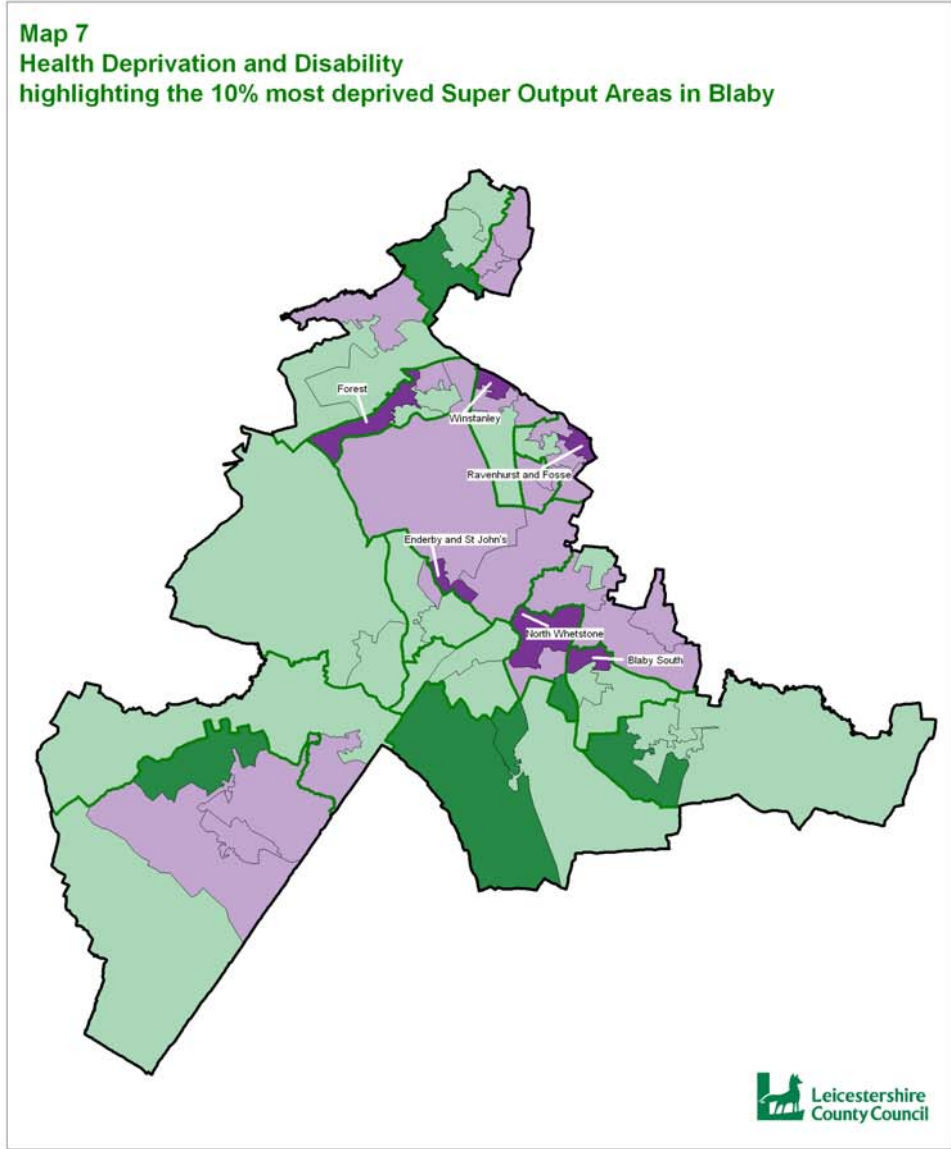 Map 7
Health Deprivation and Disability
highlighting the 10% most deprived Super Output Areas in Blaby
Forest
Winstanley
Ravenhurst and Fosse
Enderby and St John's
North Whetstone
Blaby South
Leicestershire
County Council